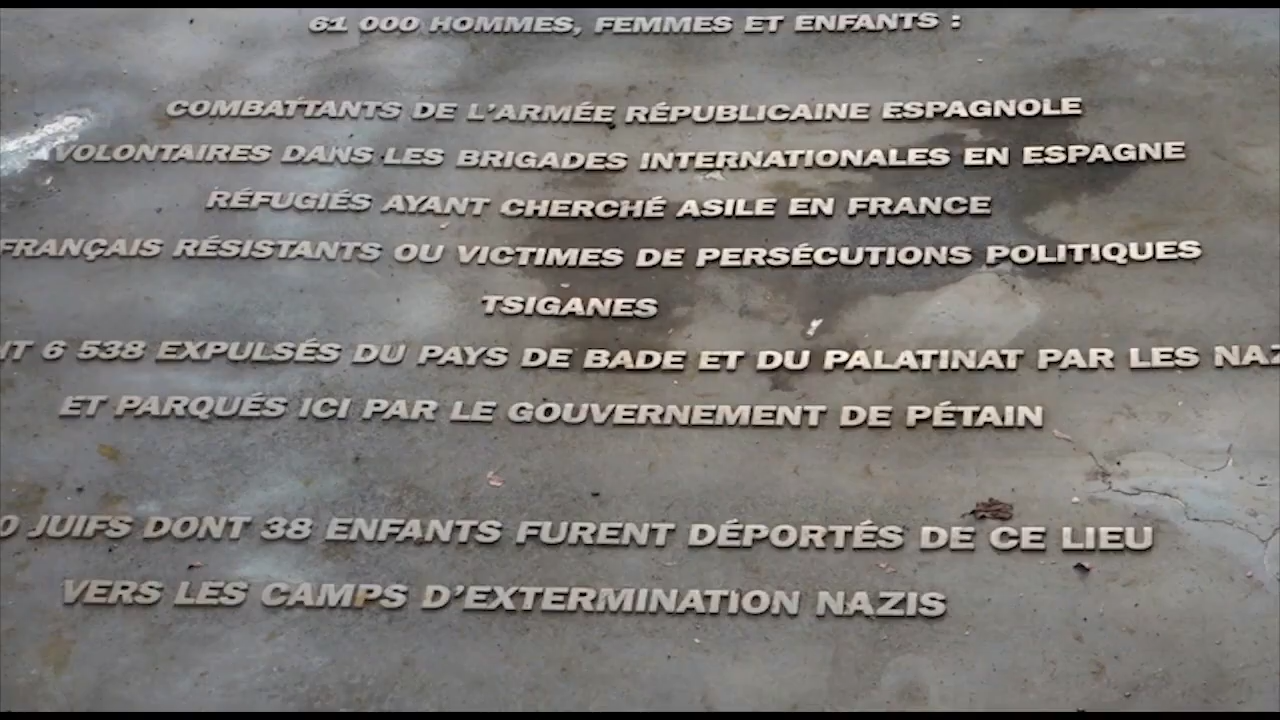 61 000 HOMMES, FEMMES ET ENFANTS :
COMBATTANTS DE L'ARMÉE RÉPUBLICAINE ESPAGNOLE
VOLONTAIRES DANS LES BRIGADES INTERNATIONALES EN ESPAGNE
RÉFUGIÉS AYANT CHERCHÉ ASILE EN FRANCE
FRANÇAIS RÉSISTANTS OU VICTIMES DE PERSÉCUTIONS POLITIQUES
TSIGANES
6 538 EXPULSÉS DU PAYS DE BADE ET DU PALATINAT PAR LES
ET PARQUÉS ICI PAR LE GOUVERNEMENT DE PÉTAIN
JUIFS DONT 38 ENFANTS FURENT DÉPORTÉS DE CE LIEU
VERS LES CAMPS D'EXTERMINATION NAZIS